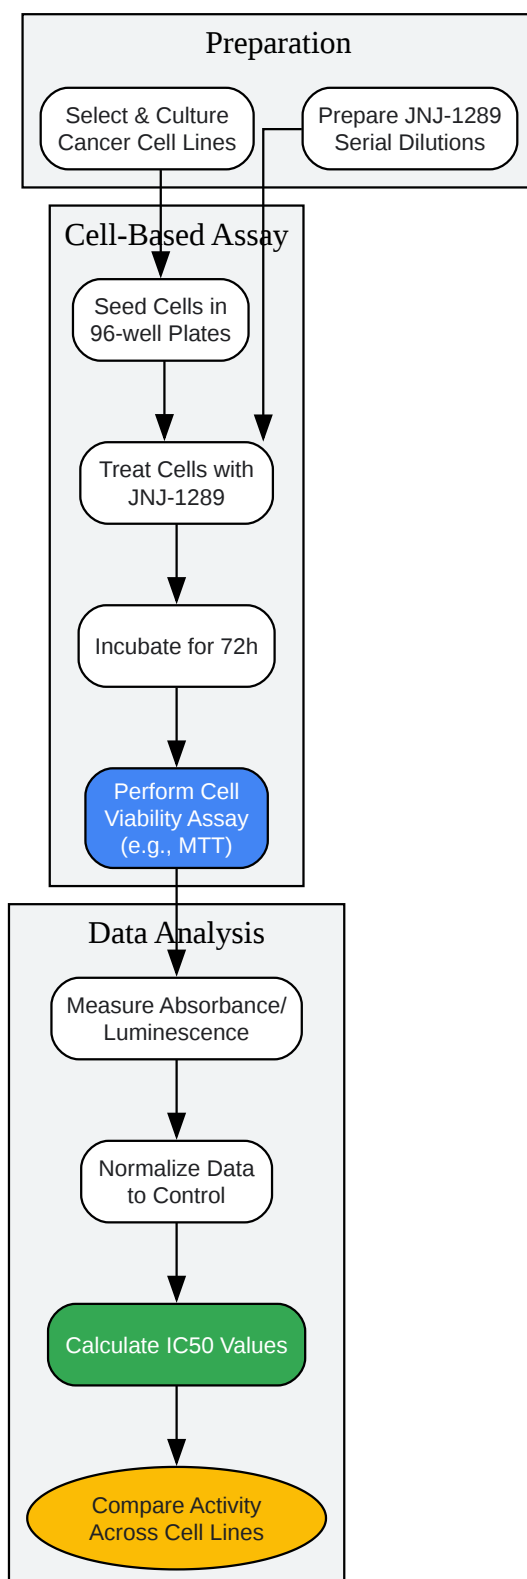 Preparation
Select & Culture
Cancer Cell Lines
Prepare JNJ-1289
Serial Dilutions
Cell-Based Assay
Seed Cells in
96-well Plates
Treat Cells with
JNJ-1289
Incubate for 72h
Perform Cell
Viability Assay
(e.g., MTT)
Data Analysis
Measure Absorbance/
Luminescence
Normalize Data
to Control
Calculate IC50 Values
Compare Activity
Across Cell Lines